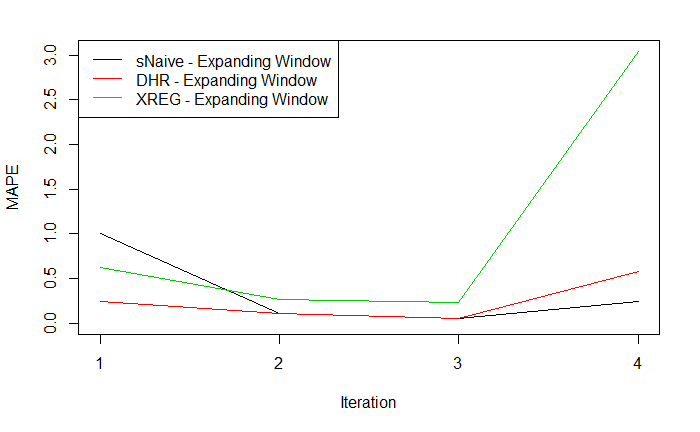 sNaive - Expanding Window
DHR - Expanding Window
XREG - Expanding Window
MAPE
3.0
2.5
2.0
1.5
1.0
0.5
0.0
1 2 3 4
Iteration